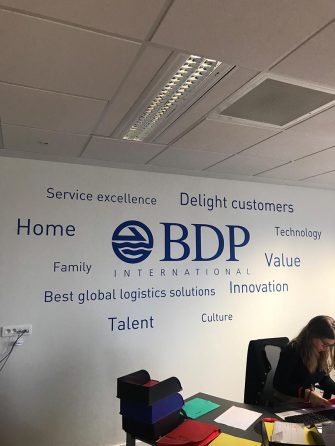 Service excellence
Delight customers
Home
BDP
Technology
INTERNATIONAL
Family
Value
Best global logistics solutions
Innovation
Talent
Culture